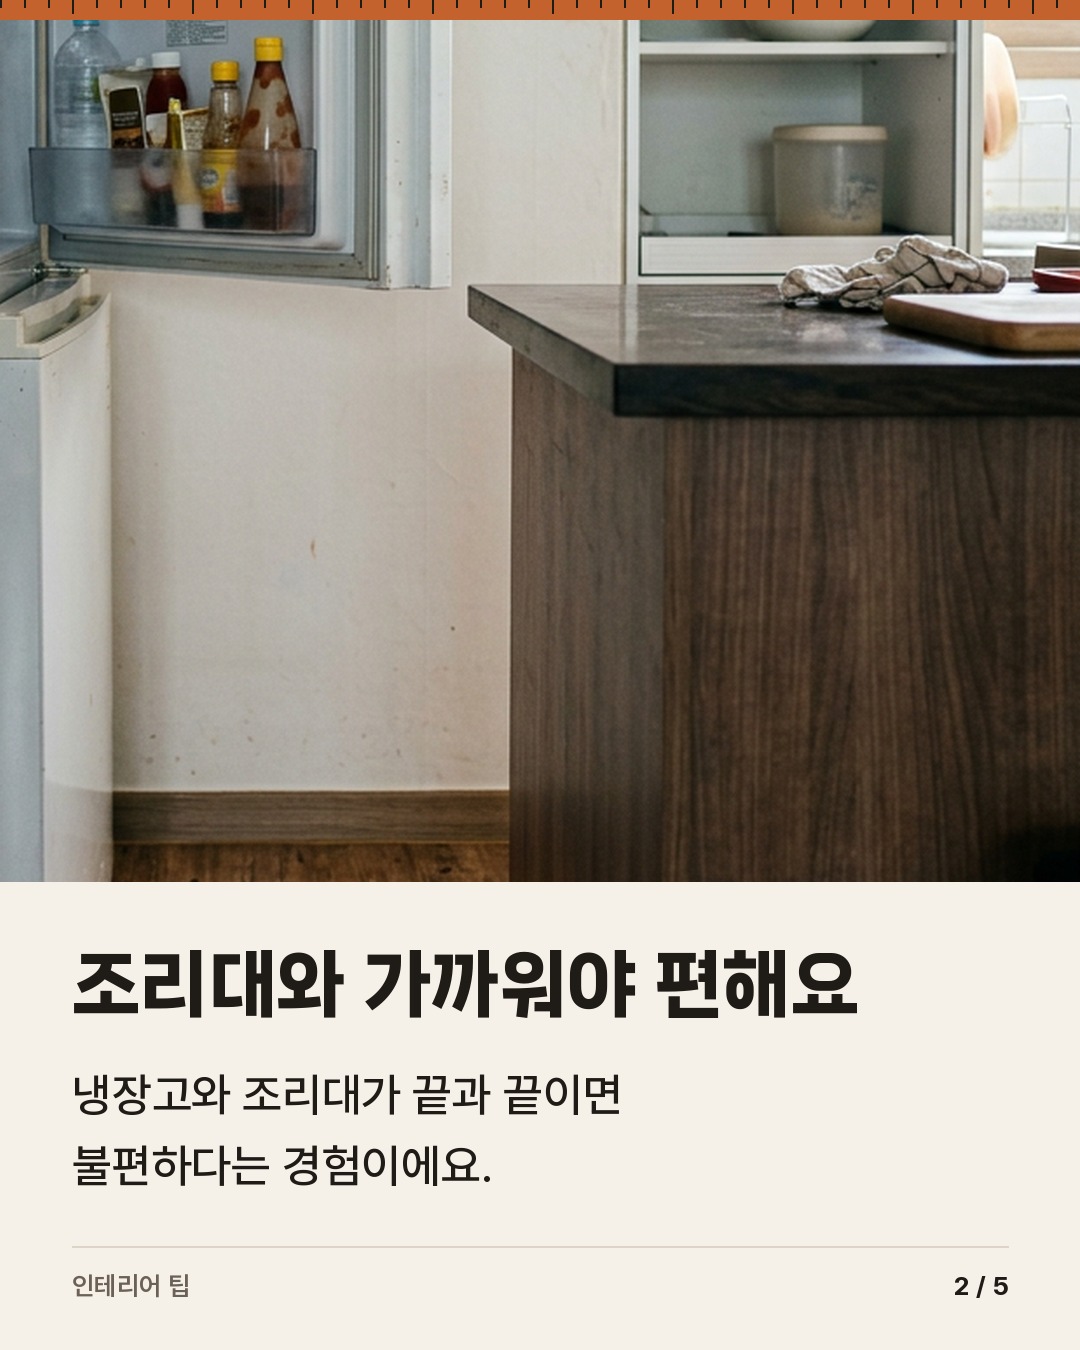 조리대와 가까워야 편해요
냉장고와 조리대가 끝과 끝이면
불편하다는 경험이에요.
인테리어 팁
2 / 5